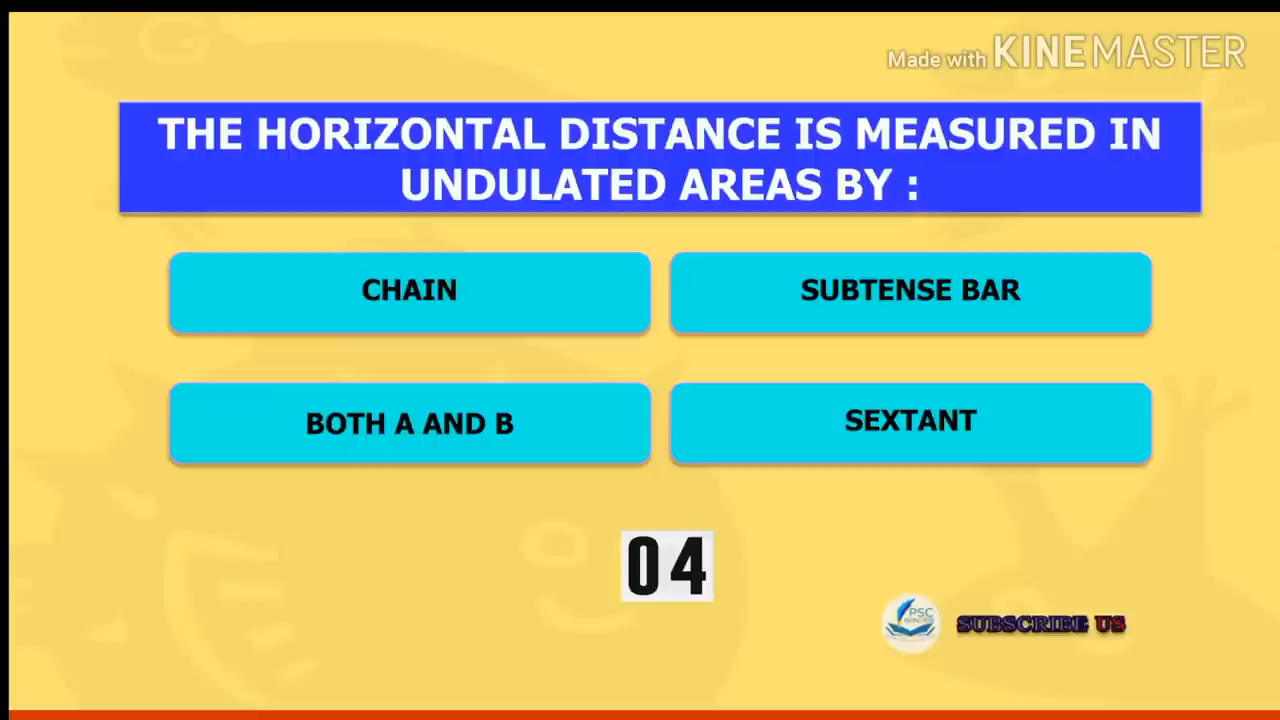 Made with KINEMASTER
THE HORIZONTAL DISTANCE IS MEASURED IN
UNDULATED AREAS BY :
CHAIN
SUBTENSE BAR
BOTH A AND B
SEXTANT
04
PSC
SUBSCRIBE US